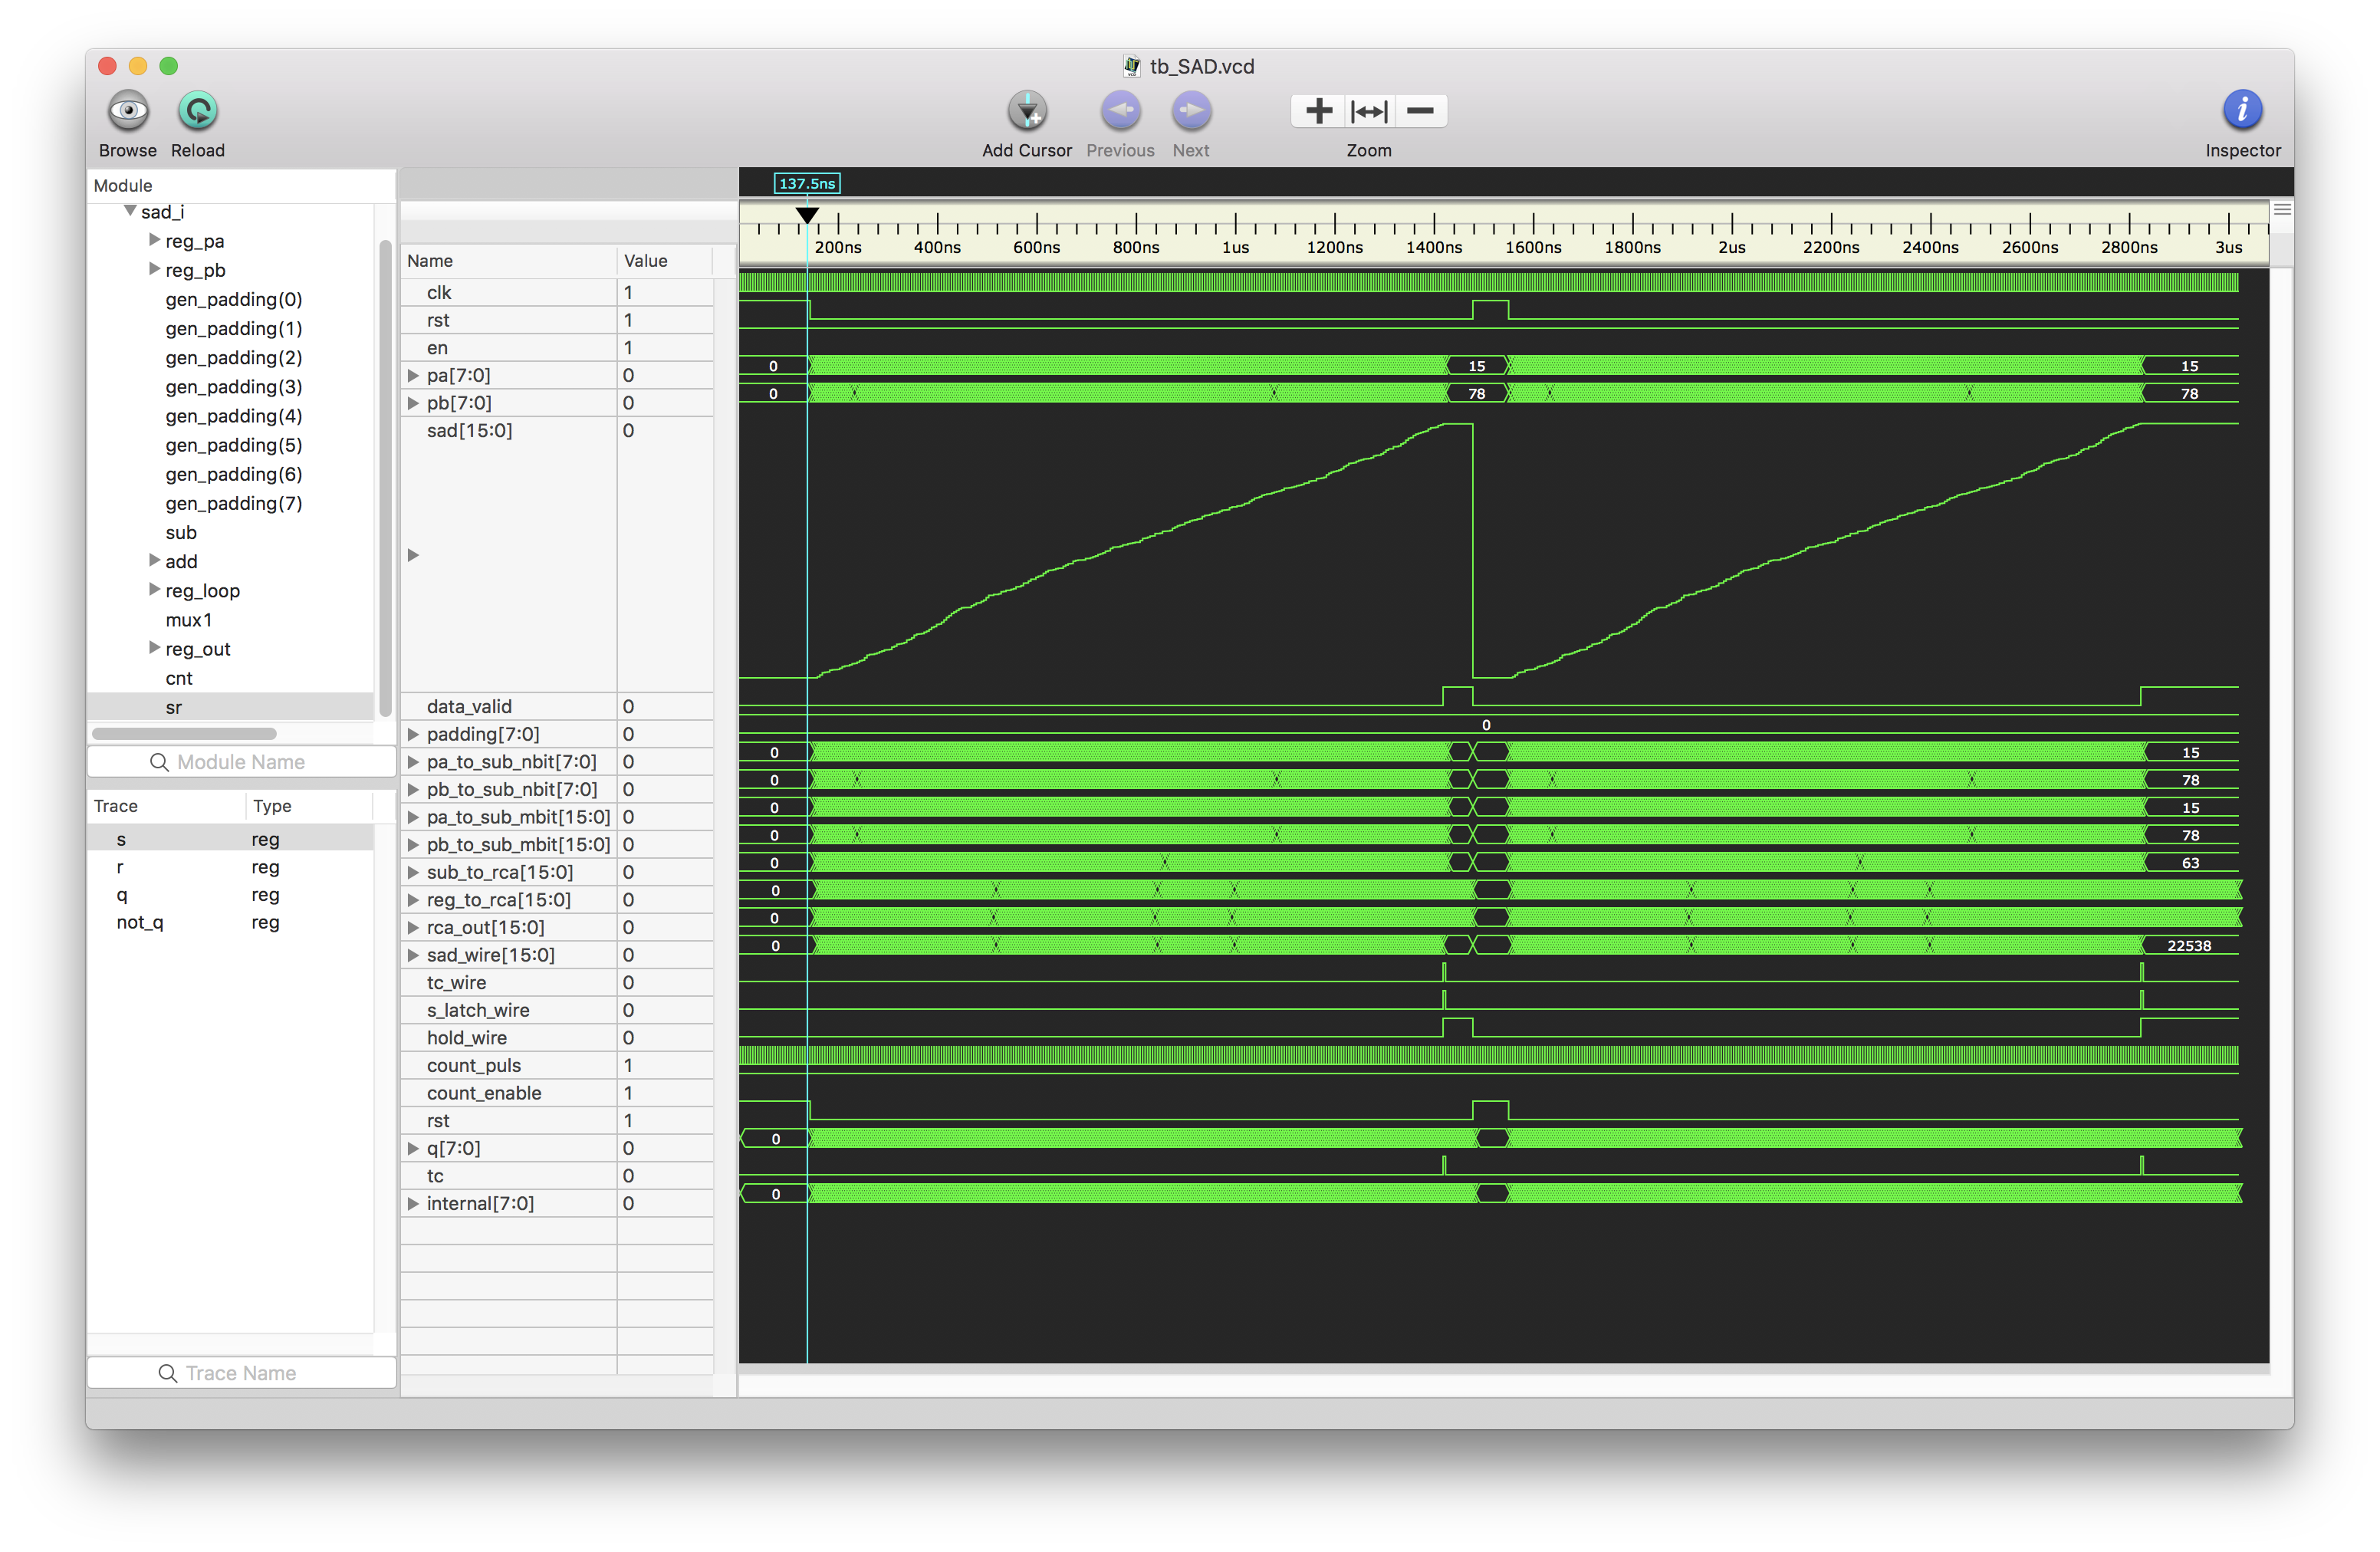 tb_SAD.vcd
Browse Reload Add Cursor Previous Next Zoom Inspector
Module
sad_i
reg_pa
reg_pb
gen_padding(0)
gen_padding(1)
gen_padding(2)
gen_padding(3)
gen_padding(4)
gen_padding(5)
gen_padding(6)
gen_padding(7)
sub
add
reg_loop
mux1
reg_out
cnt
sr
Module Name
Trace Type
s reg
r reg
q reg
not_q reg
Trace Name
137.5ns
200ns 400ns 600ns 800ns 1us 1200ns 1400ns 1600ns 1800ns 2us 2200ns 2400ns 2600ns 2800ns 3us
Name Value
clk 1
rst 1
en 1
pa[7:0] 0 0 15 15
pb[7:0] 0 0 78 78
sad[15:0] 0
data_valid 0
padding[7:0] 0 0
pa_to_sub_nbit[7:0] 0 0 15
pb_to_sub_nbit[7:0] 0 0 78
pa_to_sub_mbit[15:0] 0 0 15
pb_to_sub_mbit[15:0] 0 0 78
sub_to_rca[15:0] 0 0 63
reg_to_rca[15:0] 0 0
rca_out[15:0] 0 0
sad_wire[15:0] 0 0 22538
tc_wire 0
s_latch_wire 0
hold_wire 0
count_puls 1
count_enable 1
rst 1
q[7:0] 0 0
tc 0
internal[7:0] 0 0